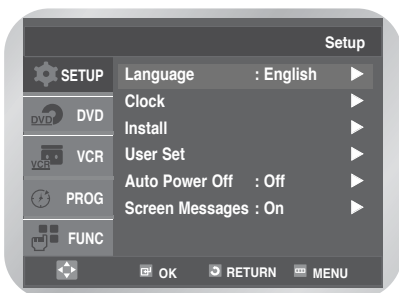 Setup
SETUP
DVD DVD
VCR VCR
PROG
FUNC
Language : English
Clock
Install
User Set
Auto Power Off : Off
Screen Messages : On
OK RETURN MENU